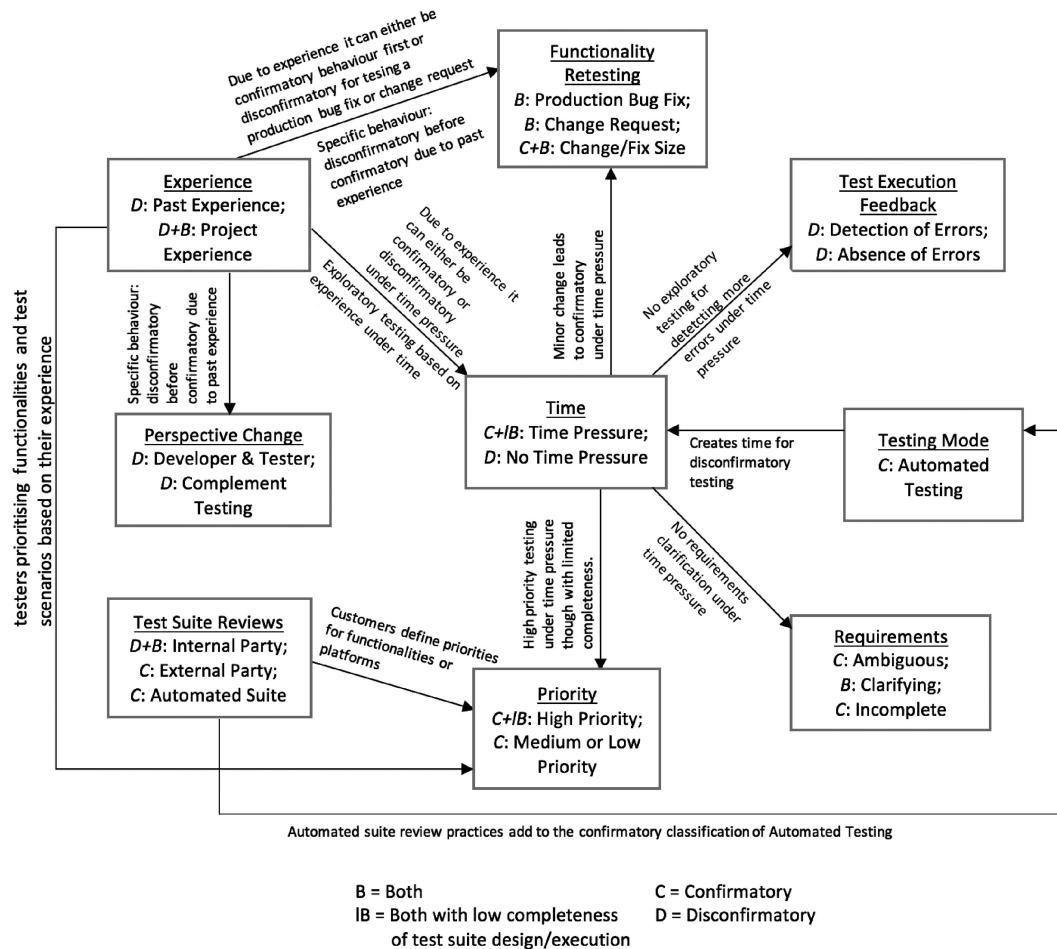 Due to experience it can either be
confirmatory behaviour first or
disconfirmatory for tesing a
production bug fix or change request
Specific behaviour:
disconfirmatory before
confirmatory due to past
experience
Functionality
Retesting
B: Production Bug Fix;
B: Change Request;
C+B: Change/Fix Size
Experience
D: Past Experience;
D+B: Project
Experience
Test Execution
Feedback
D: Detection of Errors;
D: Absence of Errors
Due to experience it
can either be
confirmatory or
disconfirmatory
under time pressure
Exploratory testing based on
experience under time
Minor change leads
to confirmatory
under time pressure
No exploratory
testing for
detetcting more
errors under time
pressure
testers prioritising functionalities and test
scenarios based on their experience
Specific behaviour:
disconfirmatory
before
confirmatory due
to past experience
Time
C+lB: Time Pressure;
D: No Time Pressure
Creates time for
disconfirmatory
testing
Testing Mode
C: Automated
Testing
Perspective Change
D: Developer & Tester;
D: Complement
Testing
High priority testing
under time pressure
though with limited
completeness.
No requirements
clarification under
time pressure
Test Suite Reviews
D+B: Internal Party;
C: External Party;
C: Automated Suite
Customers define priorities
for functionalities or
platforms
Priority
C+lB: High Priority;
C: Medium or Low
Priority
Requirements
C: Ambiguous;
B: Clarifying;
C: Incomplete
Automated suite review practices add to the confirmatory classification of Automated Testing
B = Both
lB = Both with low completeness
of test suite design/execution
C = Confirmatory
D = Disconfirmatory